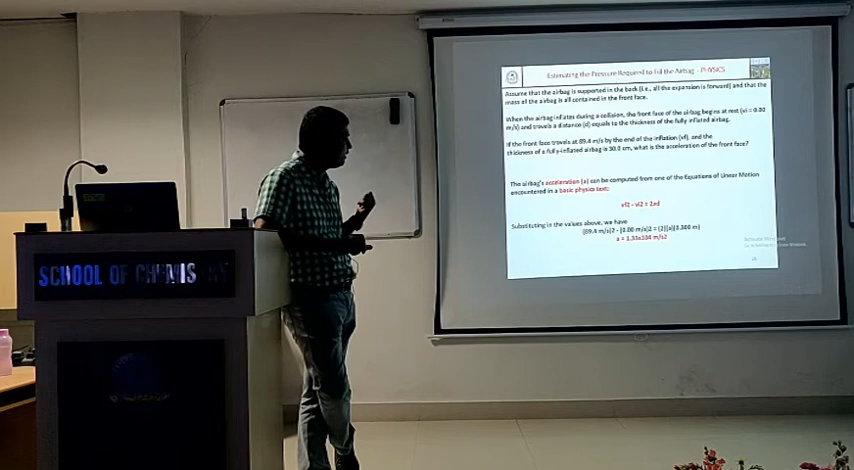 Estimating the Pressure Required to Fill the Airbag - PHYSICS
Assume that the airbag is supported in the back (i.e., all the expansion is forward) and that the
mass of the airbag is all contained in the front face.
When the airbag inflates during a collision, the front face of the airbag begins at rest (vi = 0.00
m/s) and travels a distance (d) equals to the thickness of the fully inflated airbag.
If the front face travels at 89.4 m/s by the end of the inflation (vf), and the
thickness of a fully-inflated airbag is 30.0 cm, what is the acceleration of the front face?
The airbag's acceleration (a) can be computed from one of the Equations of Linear Motion
encountered in a basic physics text:
vf2 - vi2 = 2ad
Substituting in the values above, we have
(89.4 m/s)2 - (0.00 m/s)2 = (2)(a)(0.300 m)
a = 1.33x104 m/s2
SCHOOL OF